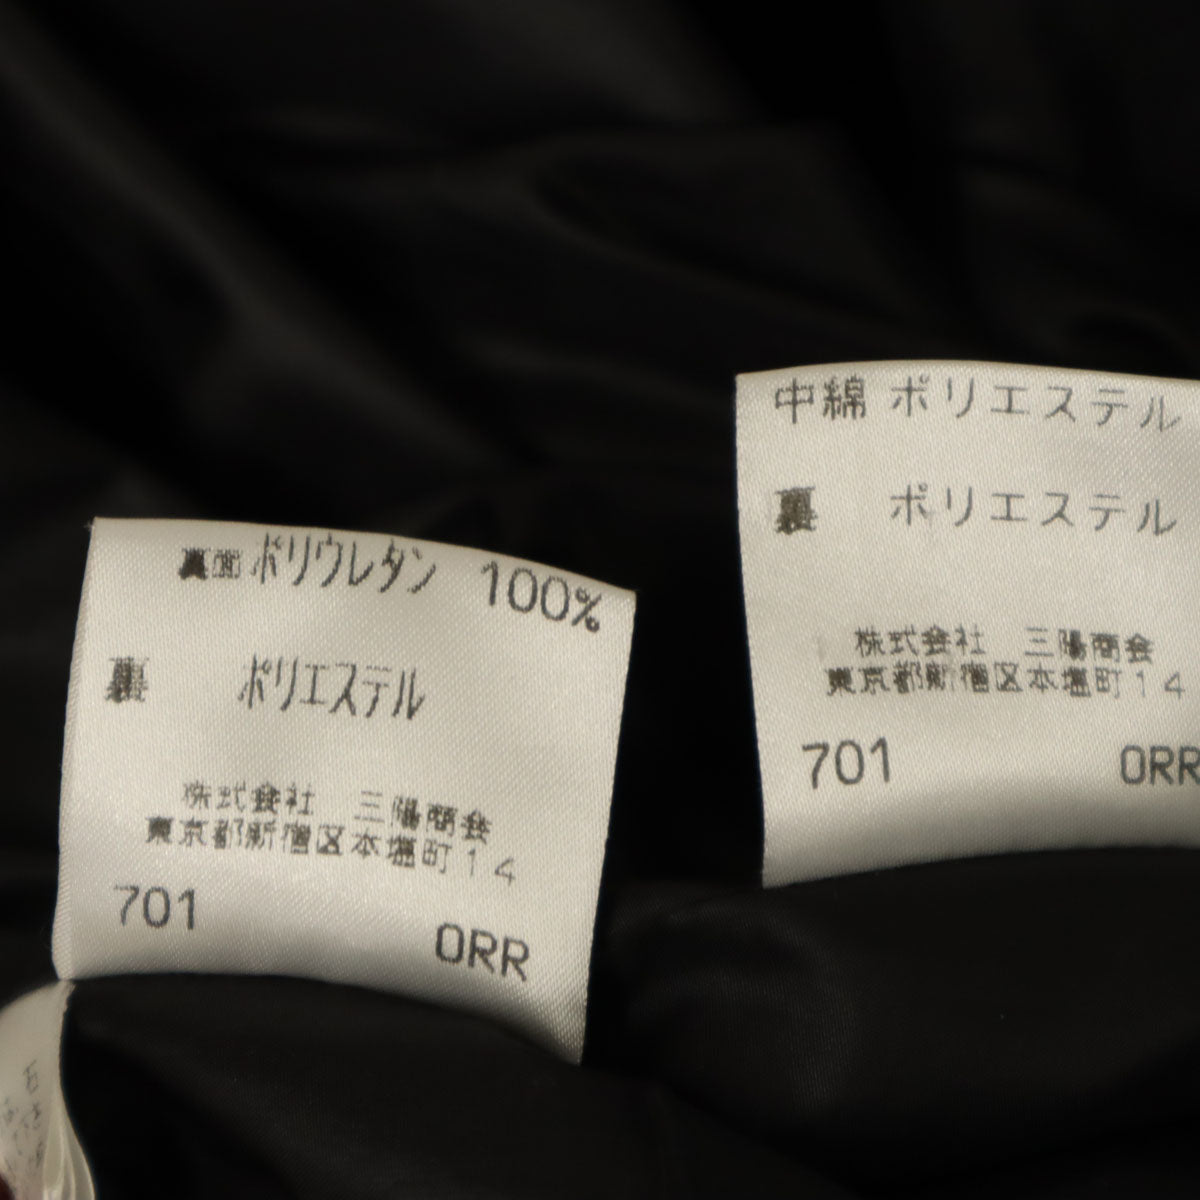 裏面 ポリウレタン 100%
裏 ポリエステル
株式会社 三陽商会
東京都新宿区本塩町14
701 ORR
中綿 ポリエステル
裏 ポリエステル
株式会社 三陽商会
東京都新宿区本塩町14
701 ORR